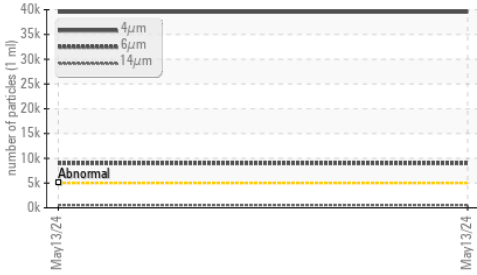 number of particles (1 ml)
40k
35k
30k
25k
20k
15k
10k
5k
0k
4μm
6μm
14μm
Abnormal
May13/24
May13/24